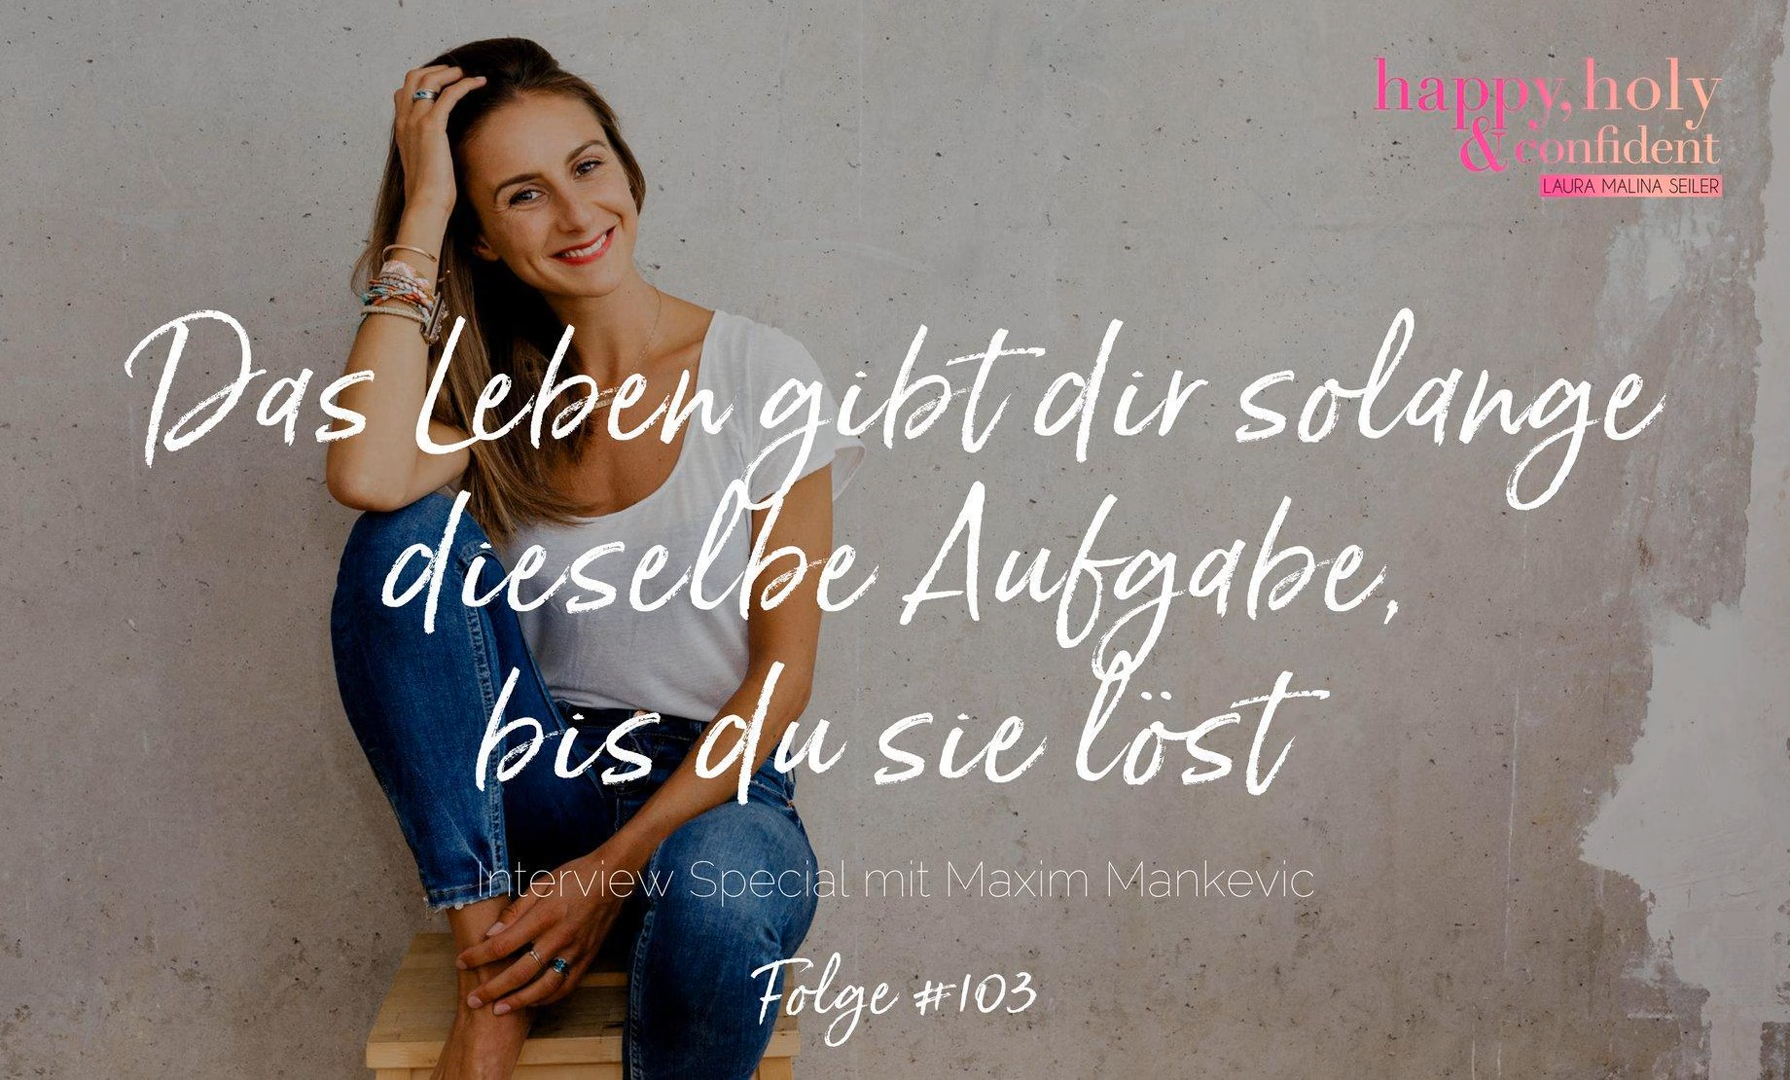 happy, holy
& confident
LAURA MALINA SEILER
Das Leben gibt dir solange
dieselbe Aufgabe,
bis du sie löst
Interview Special mit Maxim Mankevic
Folge #103